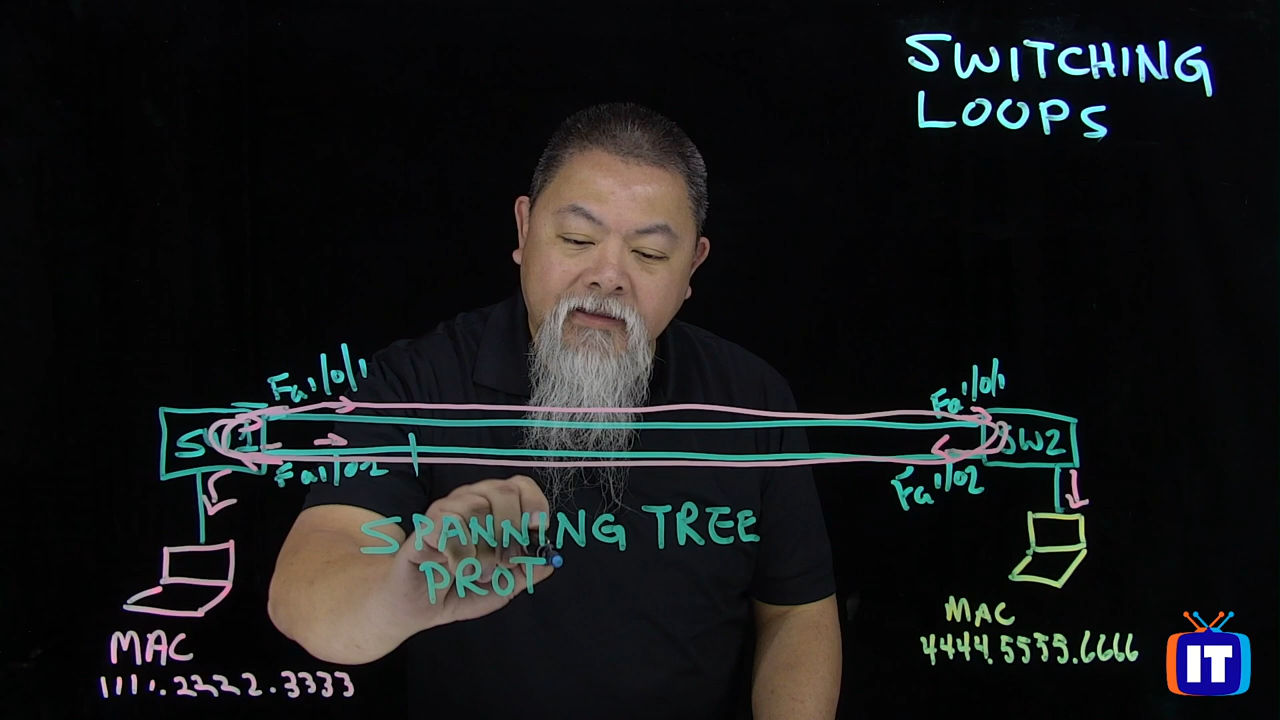 SWITCHING
LOOPS
Fa1/0/1
Fa1/0/1
SW2
Fa1/0/2
Fa1/0/2
SPANNING TREE
PROT
MAC
1111.2222.3333
MAC
4444.5555.6666
IT